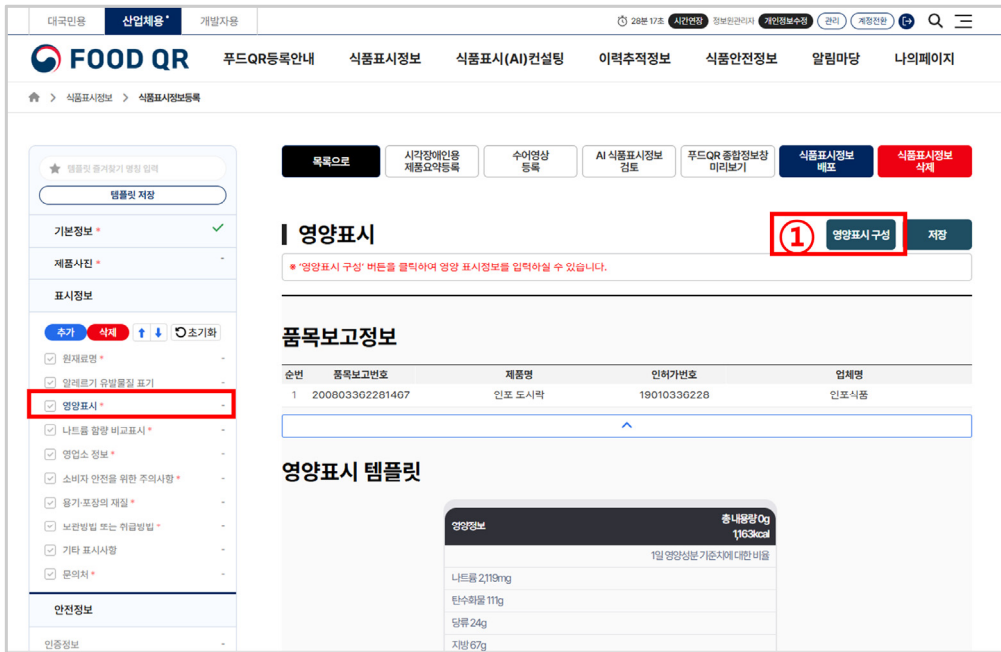 대국민용 산업체용 개발자용
28분 17초 시간연장 정보원관리자 개인정보수정 관리 계정전환
FOOD QR 푸드QR등록안내 식품표시정보 식품표시(AI)컨설팅 이력추적정보 식품안전정보 알림마당 나의페이지
식품표시정보 > 식품표시정보등록
템플릿 즐겨찾기 명칭 입력
템플릿 저장
기본정보 *
제품사진 *
표시정보
추가 삭제 초기화
원재료명 * -
알레르기 유발물질 표기 -
영양표시 * -
나트륨 함량 비교표시 * -
영업소 정보 * -
소비자 안전을 위한 주의사항 * -
용기·포장의 재질 * -
보관방법 또는 취급방법 * -
기타 표시사항 -
문의처 * -
안전정보
인증정보 -
목록으로
시각장애인용
제품요약등록
수어영상
등록
AI 식품표시정보
검토
푸드QR 종합정보창
미리보기
식품표시정보
배포
식품표시정보
삭제
영양표시 ① 영양표시 구성 저장
※ '영양표시 구성' 버튼을 클릭하여 영양 표시정보를 입력하실 수 있습니다.
품목보고정보
순번 품목보고번호 제품명 인허가번호 업체명
1 200803362281467 인포 도시락 19010336228 인포식품
영양표시 템플릿
영양정보 총 내용량 0g
1,163kcal
1일 영양성분 기준치에 대한 비율
나트륨 2,119mg
탄수화물 111g
당류 24g
지방 67g